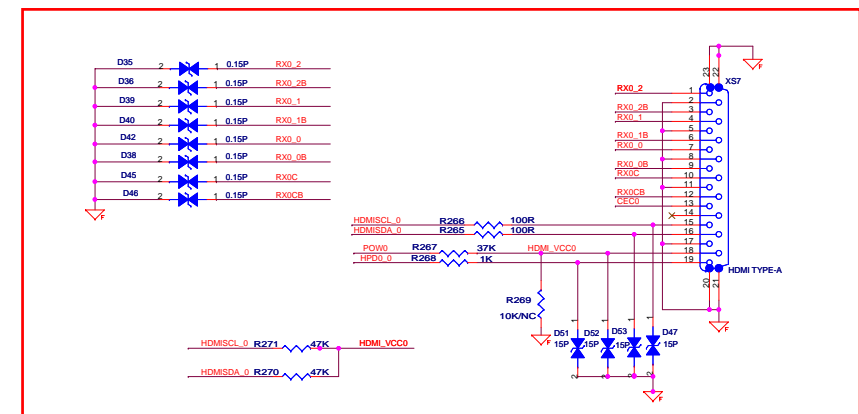 D35 2 1 0.15P RX0_2
D36 2 1 0.15P RX0_2B
D39 2 1 0.15P RX0_1
D40 2 1 0.15P RX0_1B
D42 2 1 0.15P RX0_0
D38 2 1 0.15P RX0_0B
D45 2 1 0.15P RX0C
D46 2 1 0.15P RX0CB
F
23
22
F
XS7
RX0_2 1
2
RX0_2B 3
RX0_1 4
5
RX0_1B 6
RX0_0 7
8
RX0_0B 9
RX0C 10
11
RX0CB 12
CEC0 13
14
HDMISCL_0 R266 100R 15
HDMISDA_0 R265 100R 16
17
POW0 R267 37K HDMI_VCC0 18
HPD0_0 R268 1K 19
HDMI TYPE-A
20
21
F
R269
10K/NC
F
D51 1 2 15P
D52 1 2 15P
D53 1 2 15P
D47 1 2 15P
F
HDMISCL_0 R271 47K HDMI_VCC0
HDMISDA_0 R270 47K